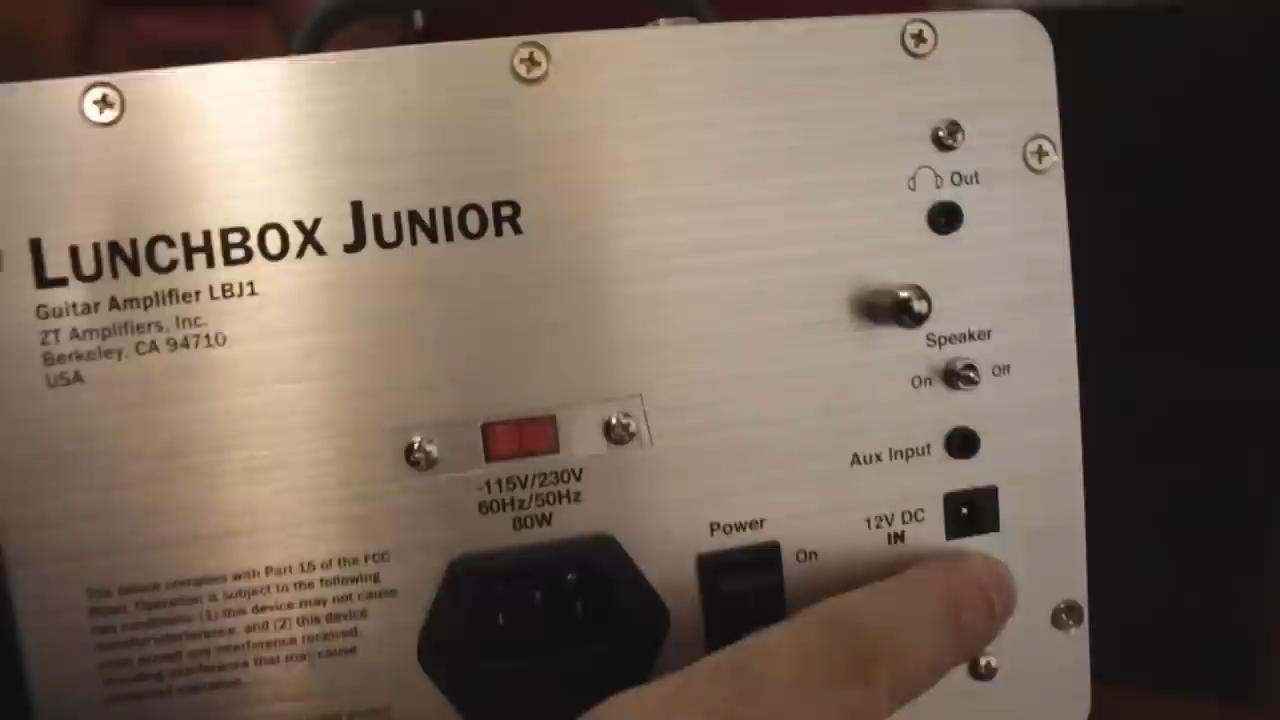 LUNCHBOX JUNIOR
Guitar Amplifier LBJ1
ZT Amplifiers, Inc.
Berkeley, CA 94710
USA
Out
Speaker
On
Off
Aux Input
12V DC
IN
~115V/230V
60Hz/50Hz
80W
Power
On
This device complies with Part 15 of the FCC
Rules. Operation is subject to the following
two conditions: (1) this device may not cause
harmful interference, and (2) this device
must accept any interference received,
including interference that may cause
undesired operation.